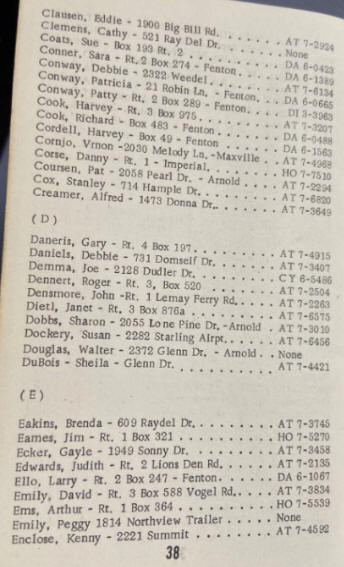 Clausen, Eddie - 1900 Big Bill Rd. . . . . . . . AT 7-2924
Clemens, Cathy - 521 Ray Del Dr. . . . . . . . None
Coats, Sue - Box 193 Rt. 2 . . . . . . . . . DA 6-0423
Conner, Sara - Rt. 2 Box 274 - Fenton. . . . . DA 6-1389
Conway, Debbie - 2322 Weedel. . . . . . . . AT 7-6134
Conway, Patricia - 21 Robin Ln. - Fenton. . . DA 6-0665
Conway, Patty - Rt. 2 Box 289 - Fenton. . . . DI 3-3963
Cook, Harvey - Rt. 3 Box 975. . . . . . . . . AT 7-3207
Cook, Richard - Box 483 - Fenton . . . . . . DA 6-0488
Cordell, Harvey - Box 49 - Fenton . . . . . . DA 6-1563
Cornjo, Vrnon -2030 Melody Ln. -Maxville . . AT 7-4968
Corse, Danny - Rt. 1 - Imperial. . . . . . . . HO 7-7510
Coursen, Pat - 2058 Pearl Dr. - Arnold . . . . AT 7-2294
Cox, Stanley - 714 Hample Dr. . . . . . . . . AT 7-6820
Creamer, Alfred - 1473 Donna Dr. . . . . . . AT 7-3649
(D)
Daneris, Gary - Rt. 4 Box 197. . . . . . . . . AT 7-4915
Daniels, Debbie - 731 Domself Dr. . . . . . . AT 7-3407
Demma, Joe - 2128 Dudler Dr. . . . . . . . . CY 6-5486
Dennert, Roger - Rt. 3, Box 520 . . . . . . . AT 7-2504
Densmore, John -Rt. 1 Lemay Ferry Rd. . . . . AT 7-2263
Dietl, Janet - Rt. 3 Box 876a . . . . . . . . . AT 7-6575
Dobbs, Sharon - 2055 Lone Pine Dr. -Arnold . AT 7-3010
Dockery, Susan - 2282 Starling Airpt. . . . . . AT 7-6456
Douglas, Walter - 2372 Glenn Dr. - Arnold . . None
DuBois - Sheila - Glenn Dr. . . . . . . . . . . AT 7-4421
(E)
Eakins, Brenda - 609 Raydel Dr. . . . . . . . . AT 7-3745
Eames, Jim - Rt. 1 Box 321 . . . . . . . . . . HO 7-5270
Ecker, Gayle - 1949 Sonny Dr. . . . . . . . . AT 7-3458
Edwards, Judith - Rt. 2 Lions Den Rd. . . . . . AT 7-2135
Ello, Larry - Rt. 2 Box 247 - Fenton. . . . . . DA 6-1067
Emily, David - Rt. 3 Box 588 Vogel Rd. . . . . AT 7-3834
Ems, Arthur - Rt. 1 Box 364 . . . . . . . . . . HO 7-5539
Emily, Peggy 1814 Northview Trailer . . . . . None
Enclose, Kenny - 2221 Summit . . . . . . . . AT 7-4592
38